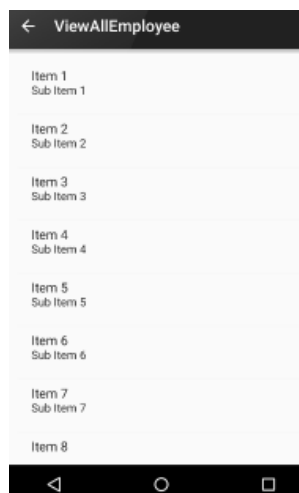 ViewAllEmployee
Item 1
Sub Item 1
Item 2
Sub Item 2
Item 3
Sub Item 3
Item 4
Sub Item 4
Item 5
Sub Item 5
Item 6
Sub Item 6
Item 7
Sub Item 7
Item 8